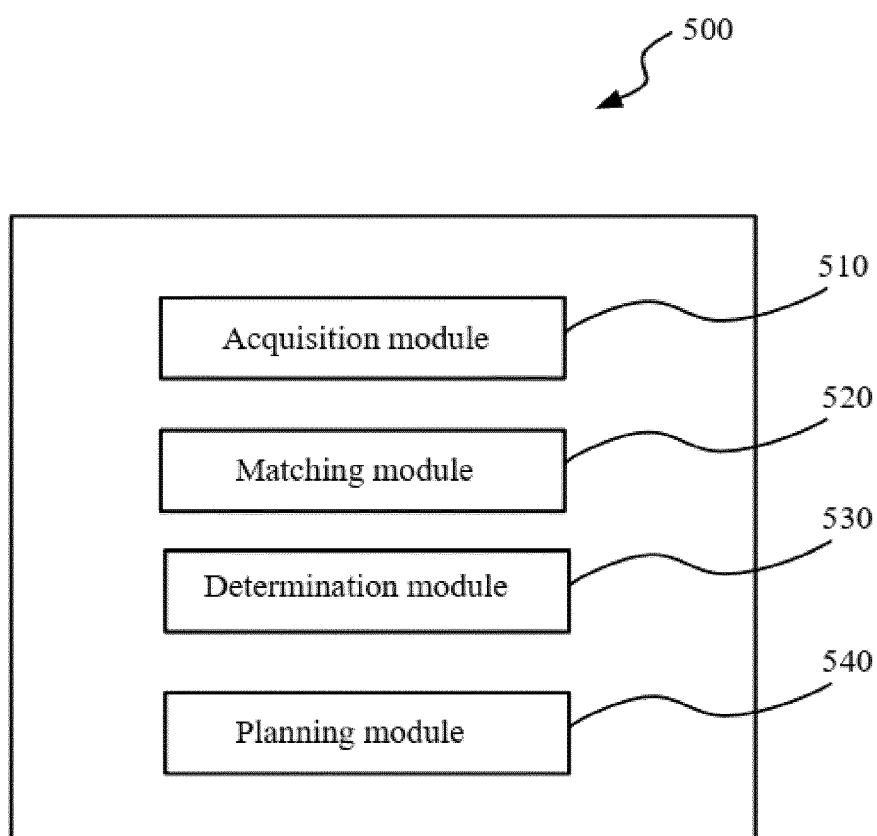 500
510
Acquisition module
520
Matching module
530
Determination module
540
Planning module